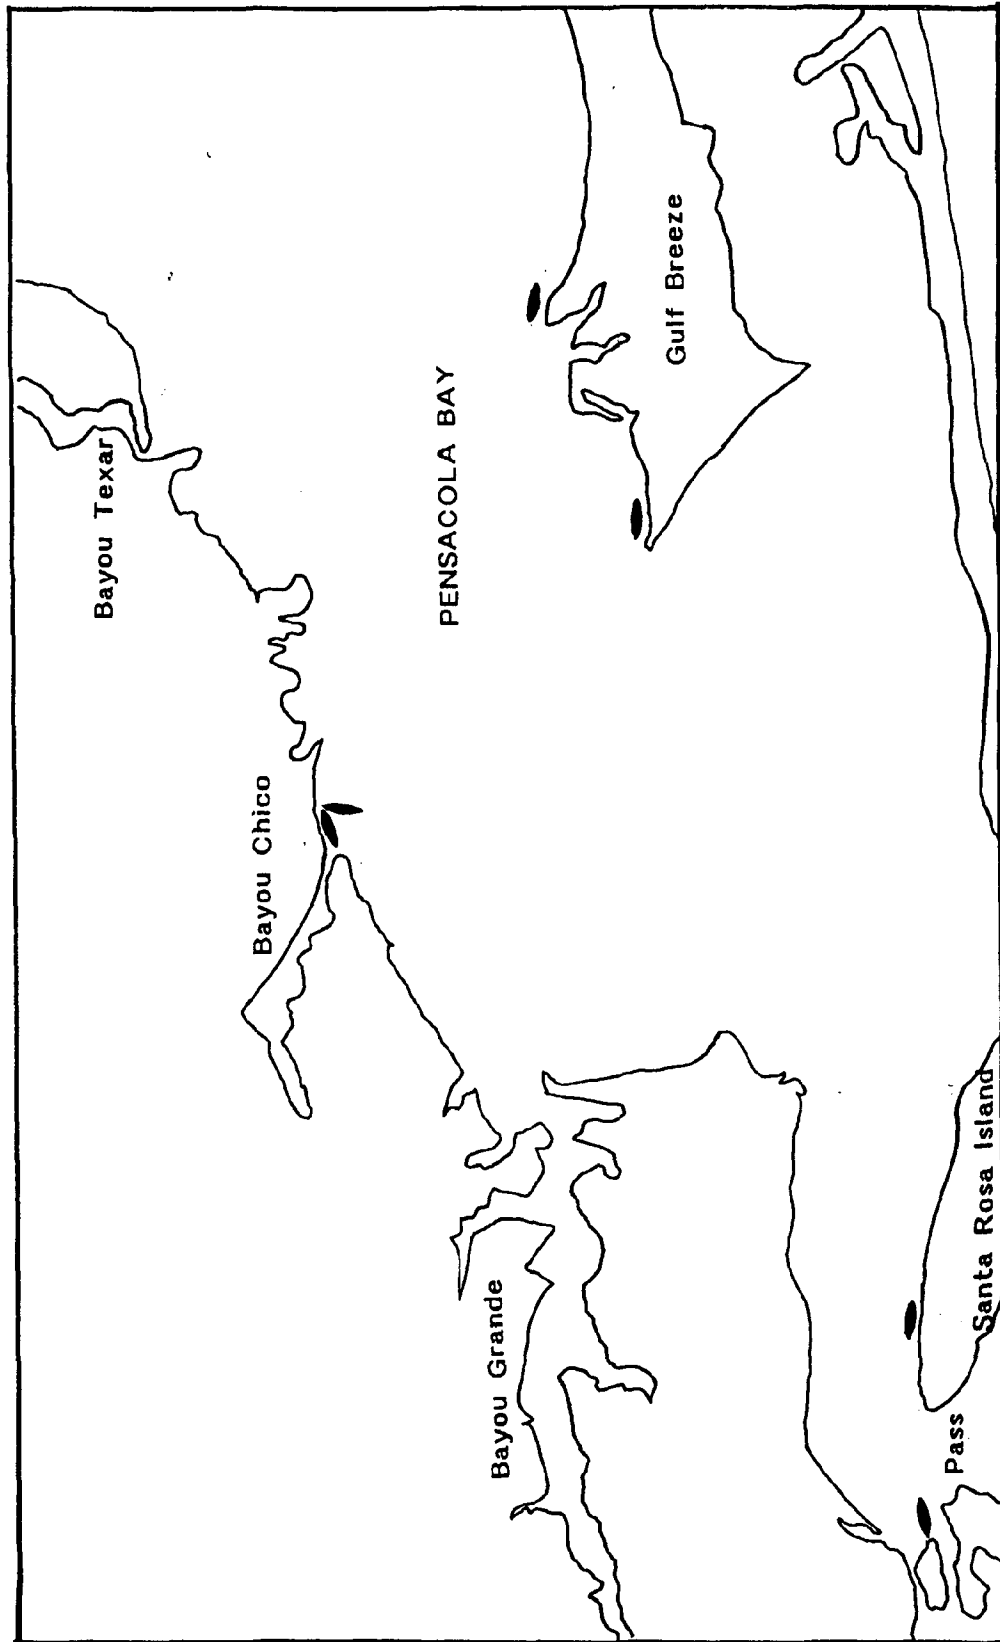 Bayou Texar
Bayou Chico
PENSACOLA BAY
Gulf Breeze
Bayou Grande
Santa Rosa Island
Pass